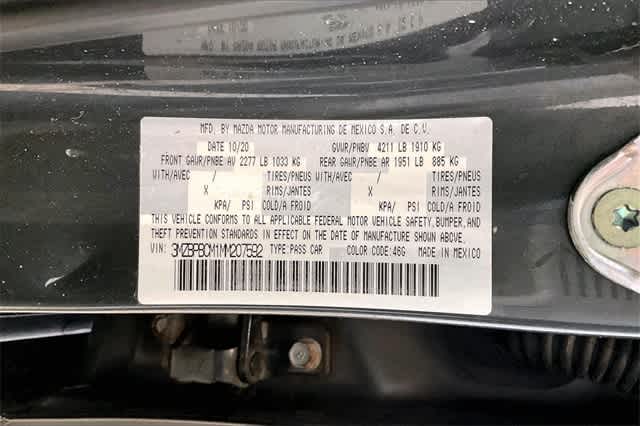 MFD. BY MAZDA MOTOR MANUFACTURING DE MEXICO S.A. DE C.V.
DATE 10/20 GVWR/PNBV 4211 LB 1910 KG
FRONT GAWR/PNBE AV 2277 LB 1033 KG REAR GAWR/PNBE AR 1951 LB 885 KG
WITH/AVEC / TIRES/PNEUS WITH/AVEC / TIRES/PNEUS
X RIMS/JANTES X RIMS/JANTES
KPA/ PSI COLD/A FROID KPA/ PSI COLD/A FROID
THIS VEHICLE CONFORMS TO ALL APPLICABLE FEDERAL MOTOR VEHICLE SAFETY, BUMPER, AND
THEFT PREVENTION STANDARDS IN EFFECT ON THE DATE OF MANUFACTURE SHOWN ABOVE.
VIN: 3MZBPBCM1MM207592 TYPE:PASS CAR COLOR CODE:46G MADE IN MEXICO